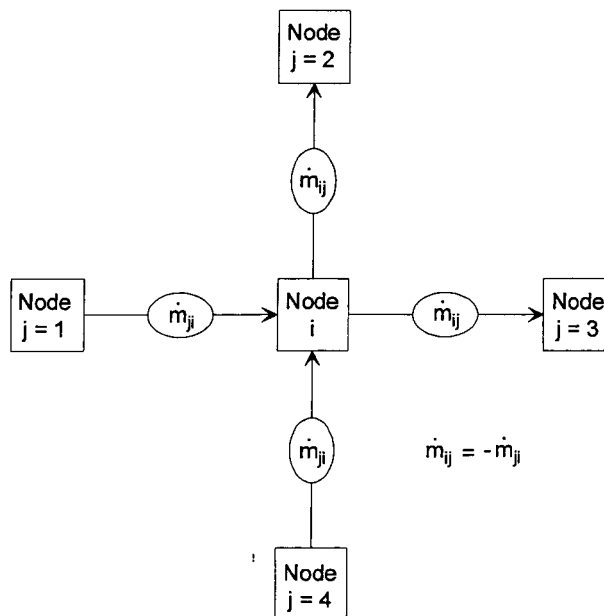 Node
j = 2
ṁij
Node
j = 1
ṁji
Node
i
ṁij
Node
j = 3
ṁji
ṁij = -ṁji
Node
j = 4